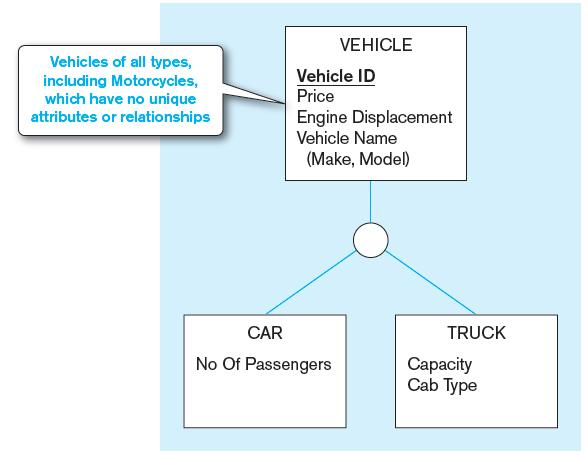 Vehicles of all types,
including Motorcycles,
which have no unique
attributes or relationships
VEHICLE
Vehicle ID
Price
Engine Displacement
Vehicle Name
(Make, Model)
CAR
No Of Passengers
TRUCK
Capacity
Cab Type